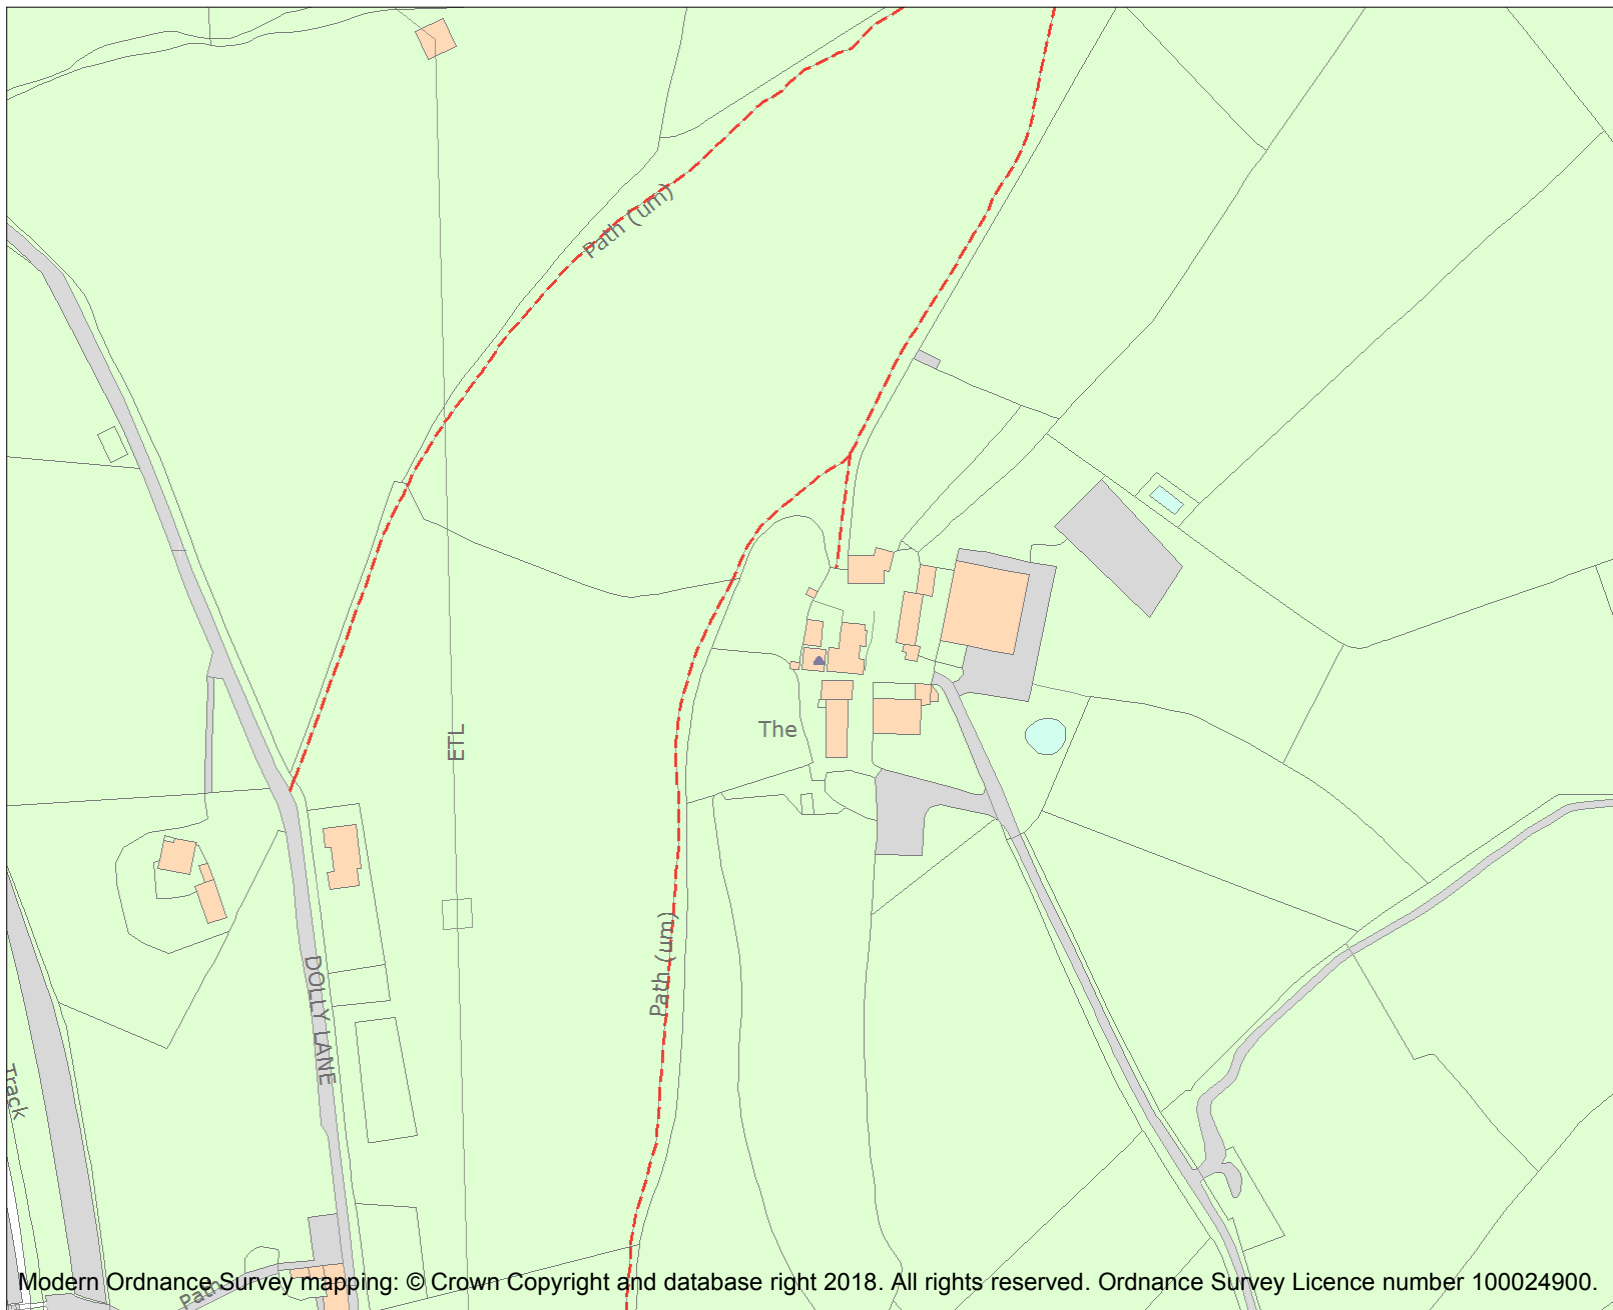 Path (um)
ETL
The
Path (um)
DOLLY LANE
Track
Path
Modern Ordnance Survey mapping: © Crown Copyright and database right 2018. All rights reserved. Ordnance Survey Licence number 100024900.